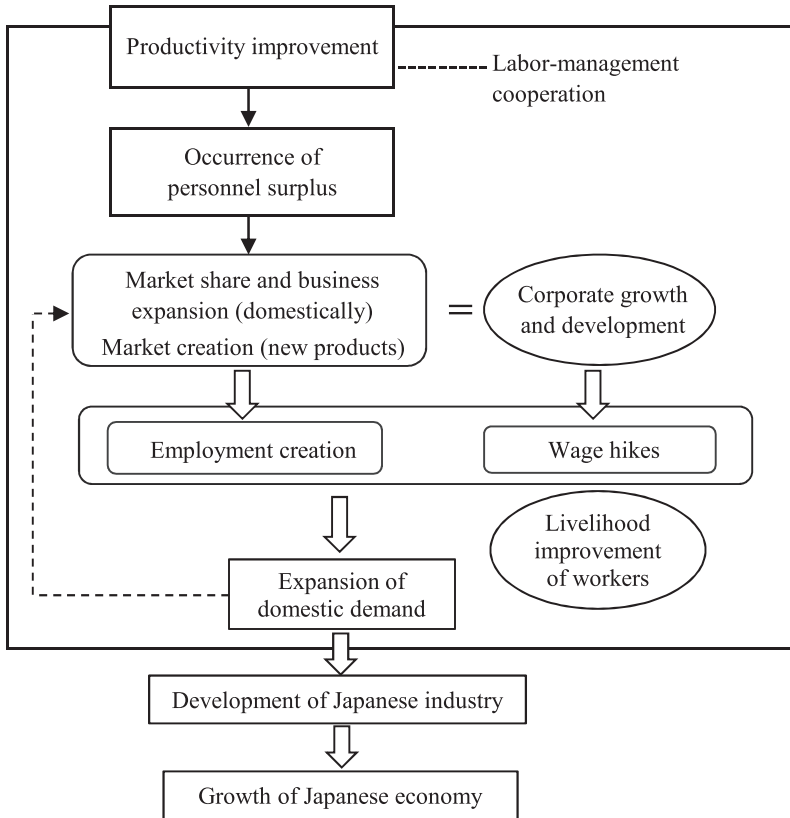 Productivity improvement
Labor-management
cooperation
Occurrence of
personnel surplus
Market share and business
expansion (domestically)
Market creation (new products)
=
Corporate growth
and development
Employment creation
Wage hikes
Livelihood
improvement
of workers
Expansion of
domestic demand
Development of Japanese industry
Growth of Japanese economy